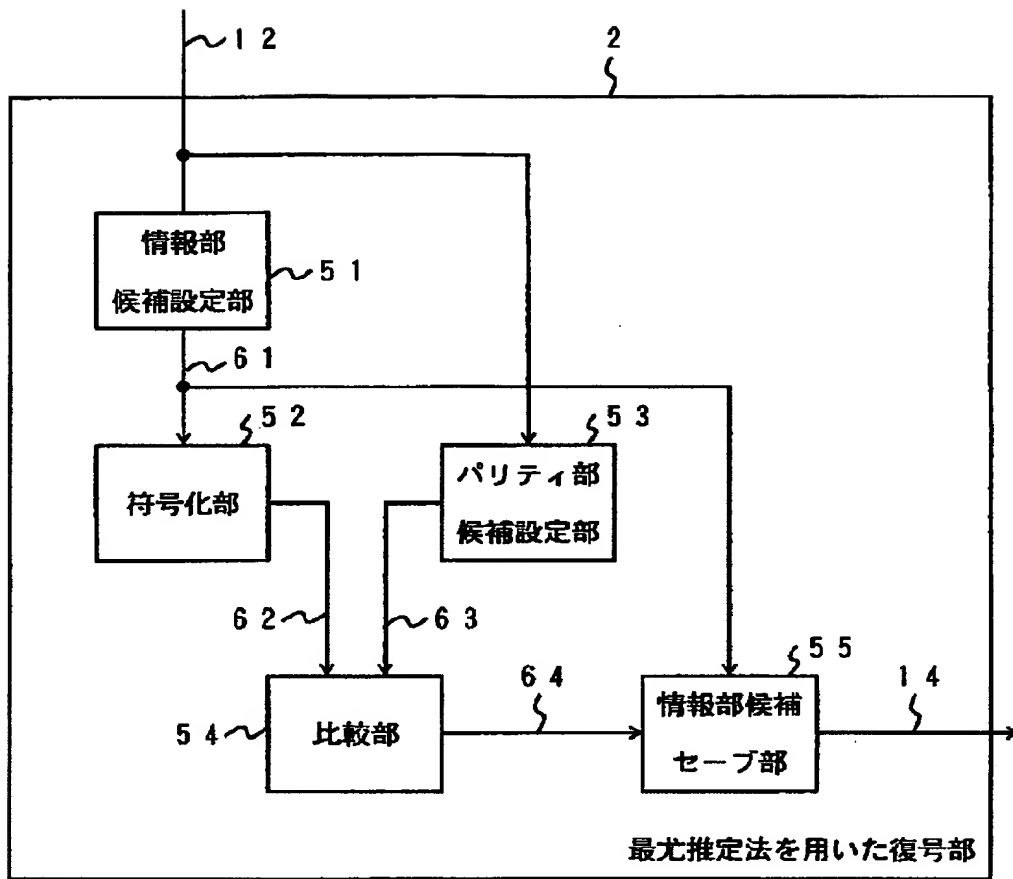 １２
２
情報部
候補設定部
５１
６１
５２
５３
符号化部
パリティ部
候補設定部
６２
６３
５５
６４
１４
５４
比較部
情報部候補
セーブ部
最尤推定法を用いた復号部